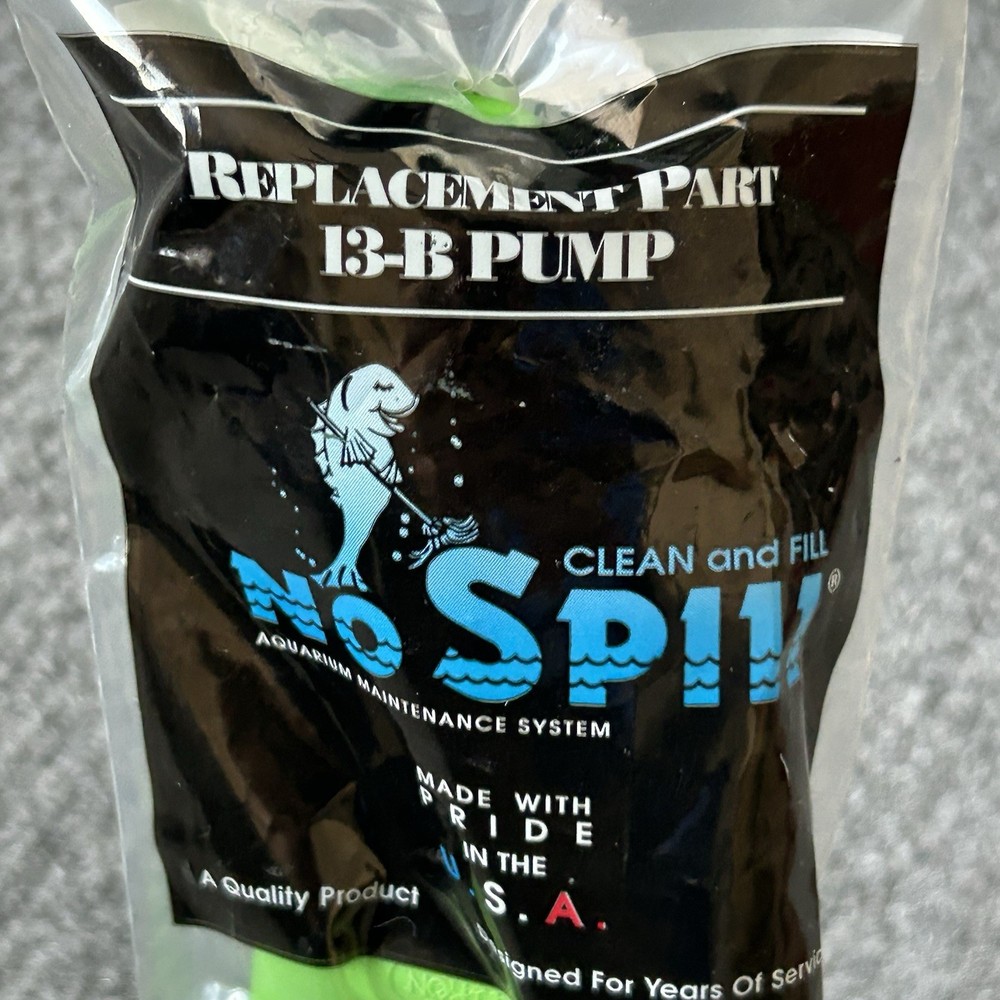 REPLACEMENT PART
13-B PUMP
CLEAN and FILL
No Spill®
AQUARIUM MAINTENANCE SYSTEM
MADE WITH
PRIDE
IN THE
U.S.A.
A Quality Product
Designed For Years Of Service